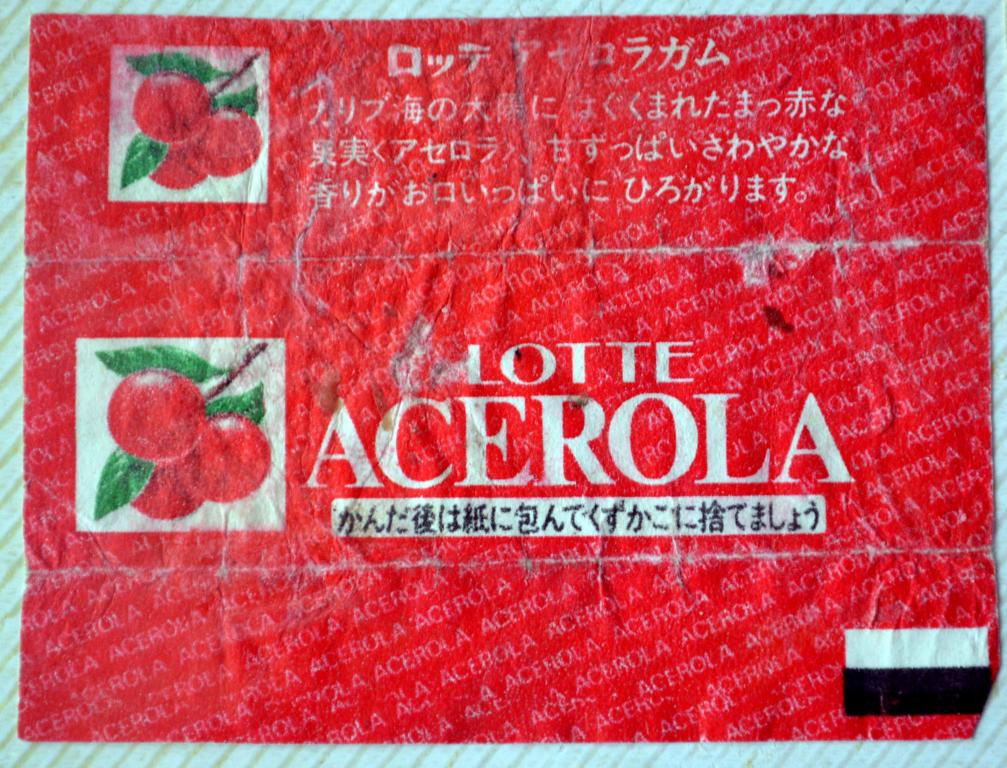 ロッテ アセロラガム
カリブ海の太陽に はぐくまれたまっ赤な
果実〈アセロラ〉、甘ずっぱいさわやかな
香りがお口いっぱいに ひろがります。
LOTTE
ACEROLA
かんだ後は紙に包んでくずかごに捨てましょう